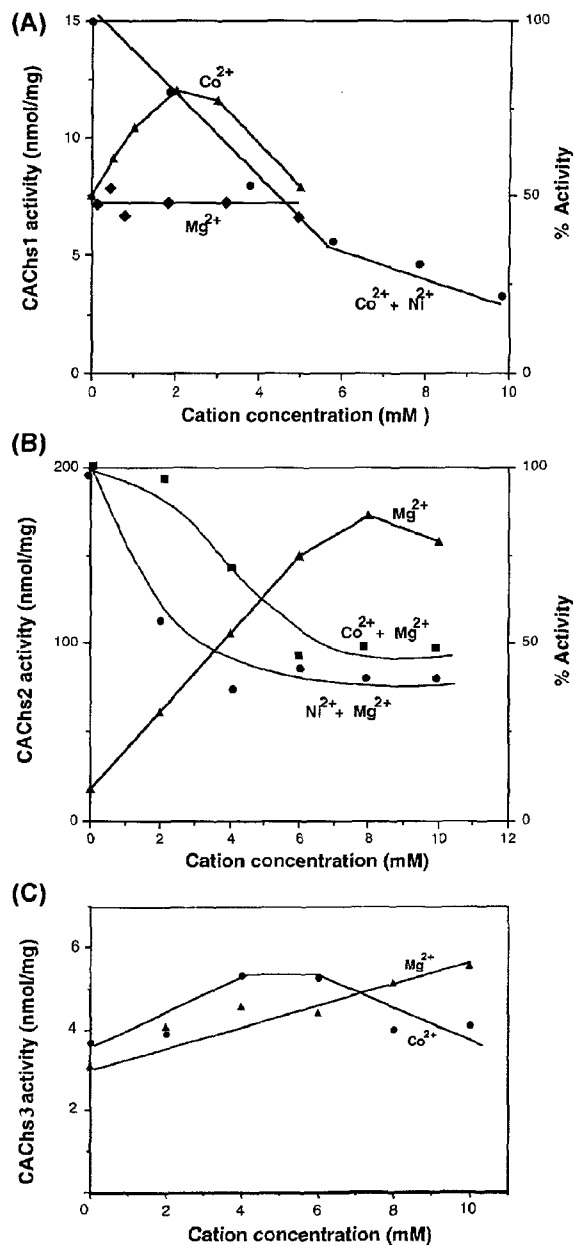 (A)
15
10
5
0
CAChs1 activity (nmol/mg)
100
50
0
% Activity
Co2+
Mg2+
Co2+ + Ni2+
0 2 4 6 8 10
Cation concentration (mM )
(B)
200
100
0
CAChs2 activity (nmol/mg)
100
50
0
% Activity
Mg2+
Co2+ + Mg2+
Ni2+ + Mg2+
0 2 4 6 8 10 12
Cation concentration (mM)
(C)
6
4
2
CAChs3 activity (nmol/mg)
Mg2+
Co2+
0 2 4 6 8 10
Cation concentration (mM)